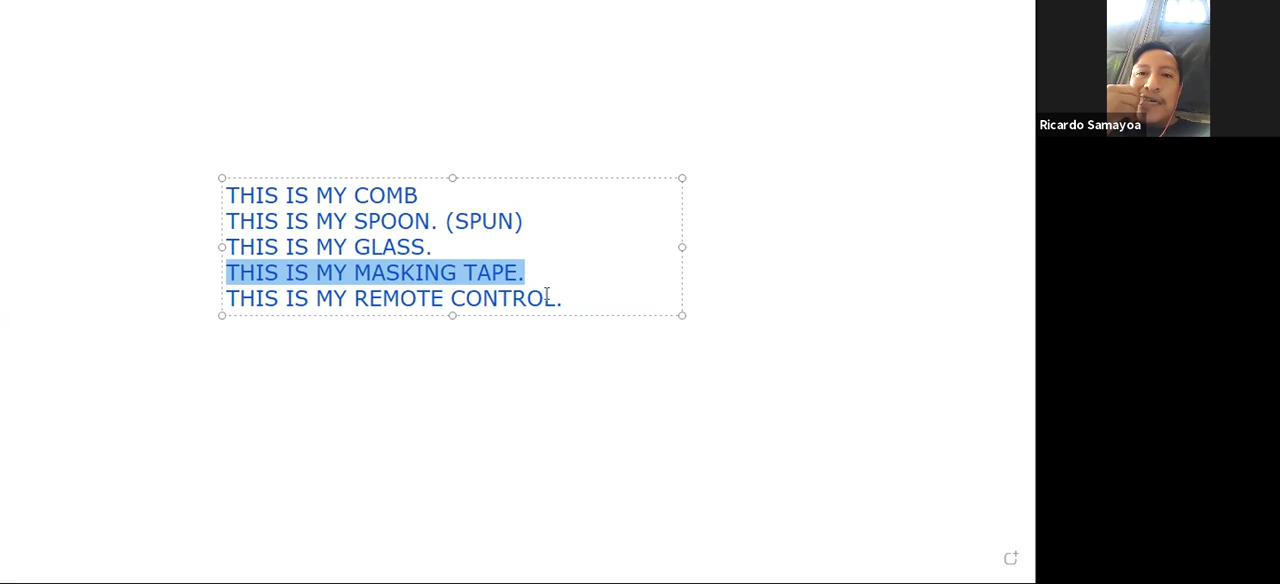 THIS IS MY COMB
THIS IS MY SPOON. (SPUN)
THIS IS MY GLASS.
THIS IS MY MASKING TAPE.
THIS IS MY REMOTE CONTROL.
Ricardo Samayoa